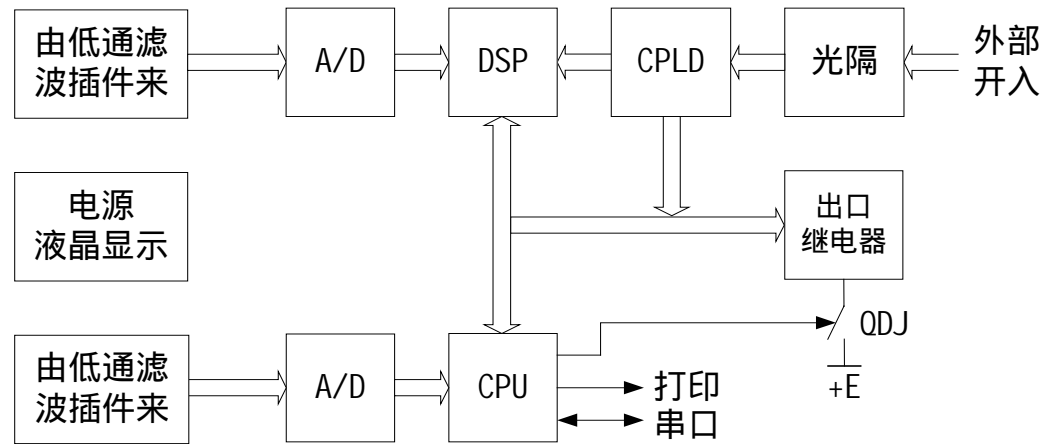 由低通滤
波插件来
A/D
DSP
CPLD
光隔
外部
开入
电源
液晶显示
出口
继电器
QDJ
+E
由低通滤
波插件来
A/D
CPU
打印
串口